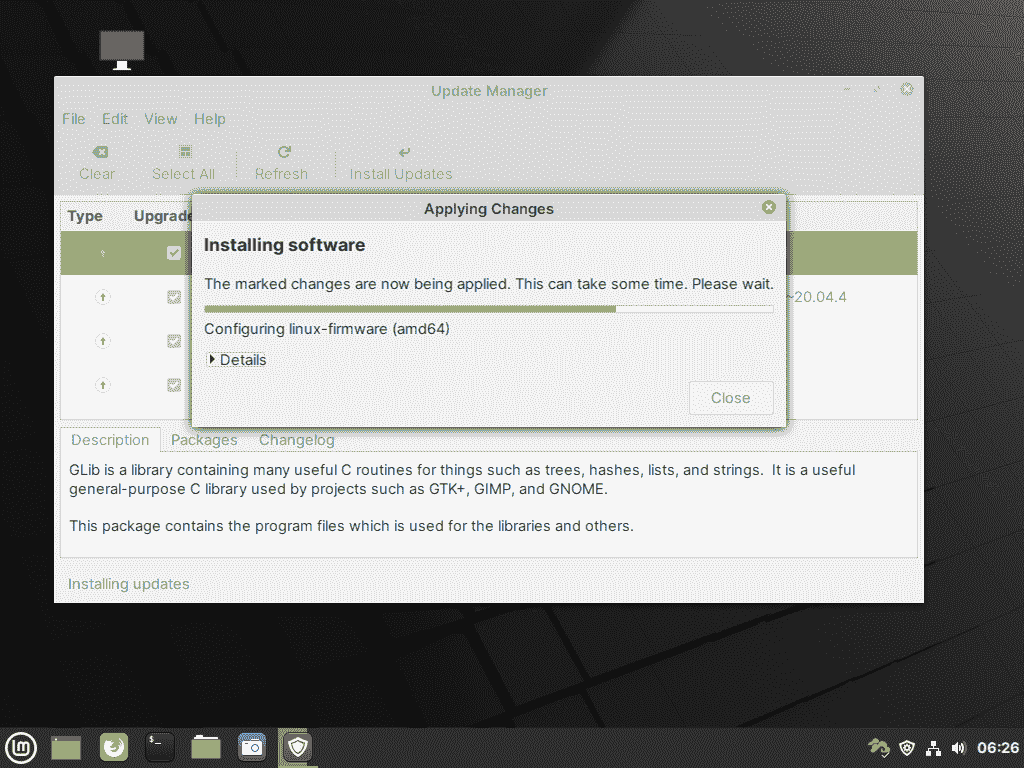 Update Manager
File Edit View Help
Clear Select All Refresh Install Updates
Type Upgrade
Applying Changes
Installing software
The marked changes are now being applied. This can take some time. Please wait.
~20.04.4
Configuring linux-firmware (amd64)
Details
Close
Description Packages Changelog
GLib is a library containing many useful C routines for things such as trees, hashes, lists, and strings. It is a useful
general-purpose C library used by projects such as GTK+, GIMP, and GNOME.
This package contains the program files which is used for the libraries and others.
Installing updates
06:26